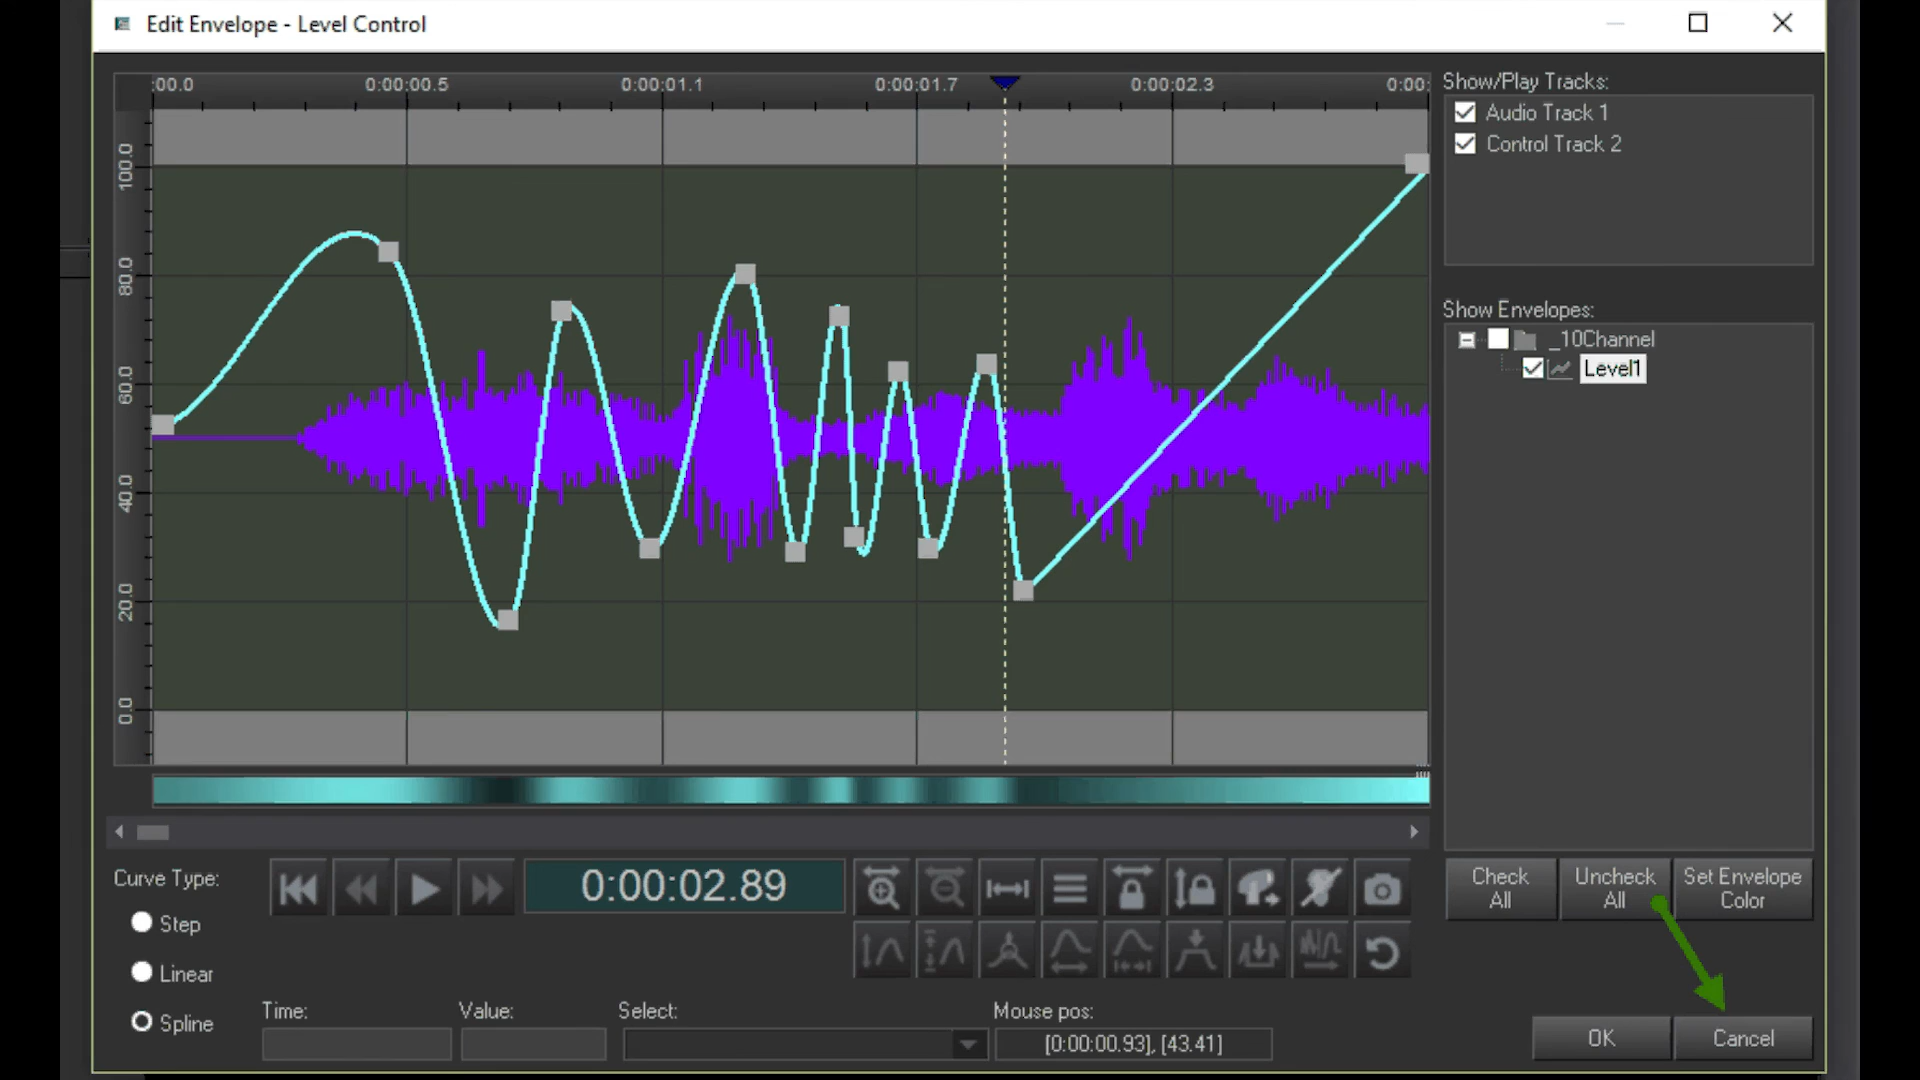 Edit Envelope - Level Control
:00.0 0:00:00.5 0:00:01.1 0:00:01.7 0:00:02.3 0:00:
100.0
80.0
60.0
40.0
20.0
0.0
Show/Play Tracks:
Audio Track 1
Control Track 2
Show Envelopes:
_10Channel
Level1
Curve Type:
Step
Linear
Spline
0:00:02.89
Check
All
Uncheck
All
Set Envelope
Color
Time:
Value:
Select:
Mouse pos:
[0:00:00.93], [43.41]
OK
Cancel